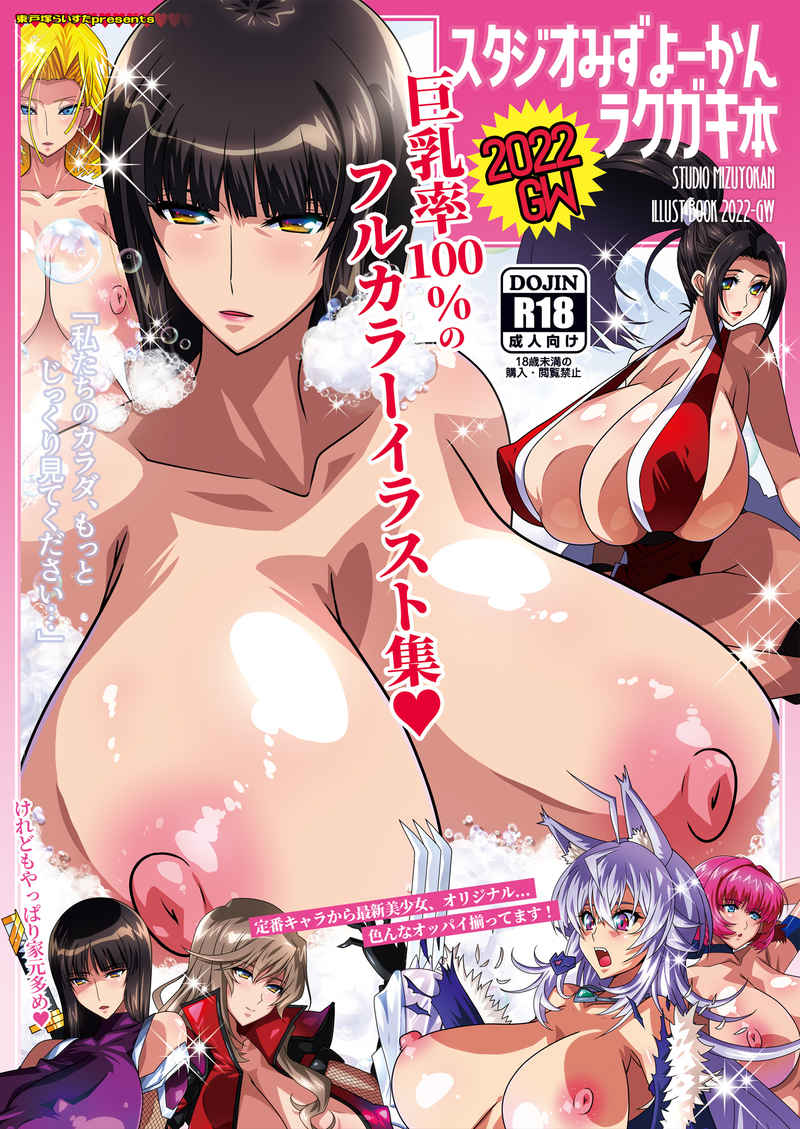 東戸塚らいずたpresents
スタジオみずよーかん
ラクガキ本
STUDIO MIZUYOKAN
ILLUST BOOK 2022-GW
2022
GW
巨乳率100%の
フルカラーイラスト集♥
DOJIN
R18
成人向け
18歳未満の
購入・閲覧禁止
「私たちのカラダ、もっと
じっくり見てください…」
定番キャラから最新美少女、オリジナル…
色んなオッパイ揃ってます!
けれどもやっぱり家元多め♥